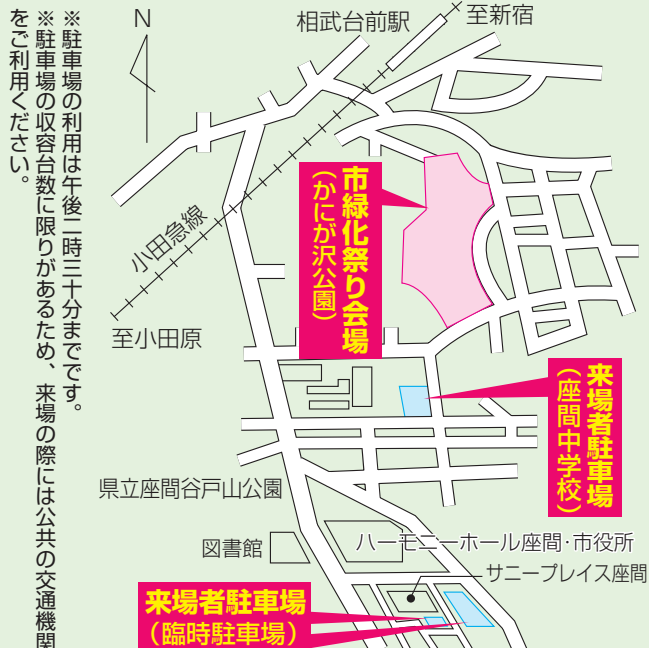 N
相武台前駅
至新宿
小田急線
至小田原
市緑化祭り会場
（かにが沢公園）
来場者駐車場
（座間中学校）
県立座間谷戸山公園
図書館
ハーモニーホール座間･市役所
サニープレイス座間
来場者駐車場
（臨時駐車場）
※駐車場の利用は午後二時三十分までです。
※駐車場の収容台数に限りがあるため、来場の際には公共の交通機関
をご利用ください。